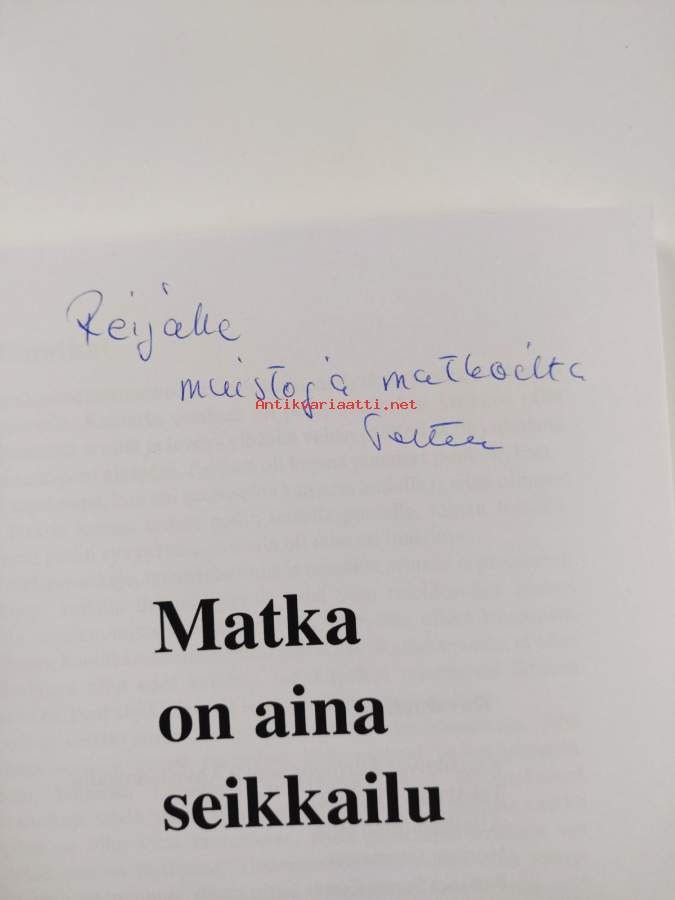 Reijalle
muistoja matkoilta
Antikvariaatti.net
Matka
on aina
seikkailu